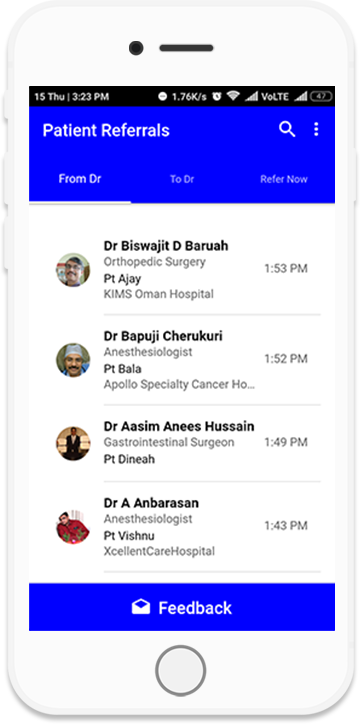 15 Thu | 3:23 PM 1.76K/s VoLTE 47
Patient Referrals
From Dr To Dr Refer Now
Dr Biswajit D Baruah
Orthopedic Surgery
1:53 PM
Pt Ajay
KIMS Oman Hospital
Dr Bapuji Cherukuri
Anesthesiologist
1:52 PM
Pt Bala
Apollo Specialty Cancer Ho...
Dr Aasim Anees Hussain
Gastrointestinal Surgeon 1:49 PM
Pt Dineah
Dr A Anbarasan
Anesthesiologist
1:43 PM
Pt Vishnu
XcellentCareHospital
Feedback